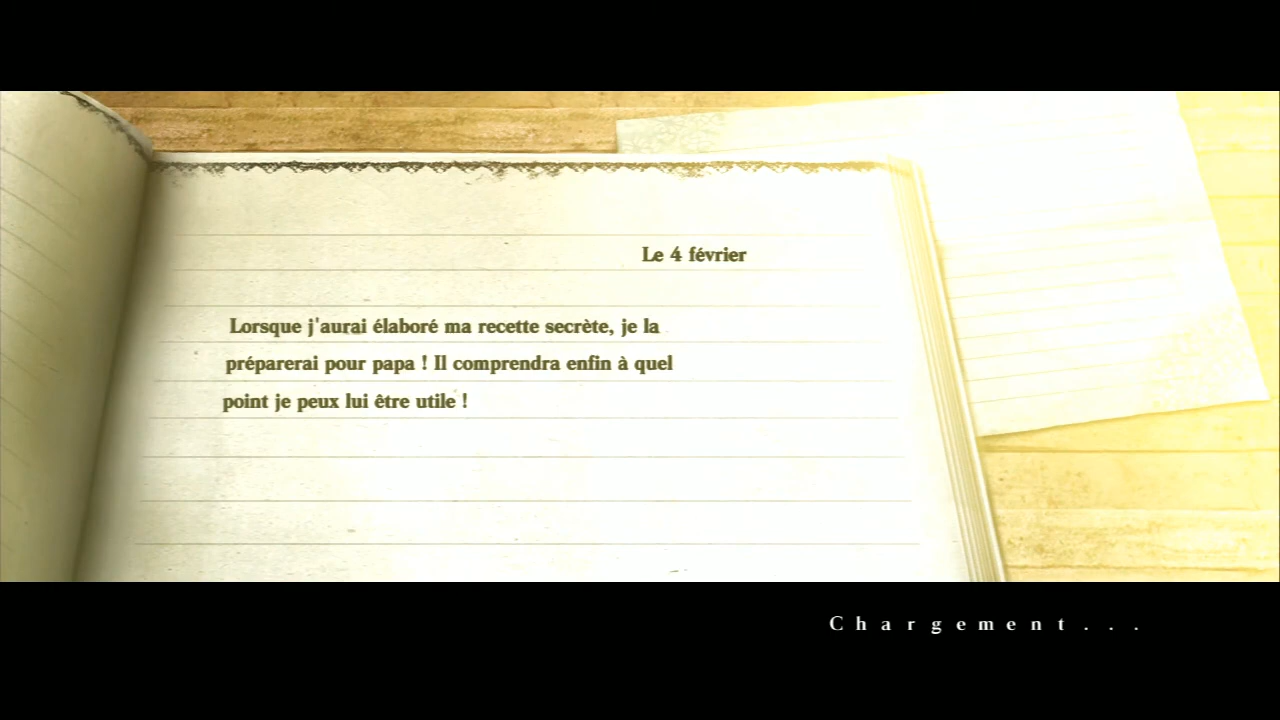 Le 4 février
Lorsque j'aurai élaboré ma recette secrète, je la
préparerai pour papa ! Il comprendra enfin à quel
point je peux lui être utile !
Chargement...